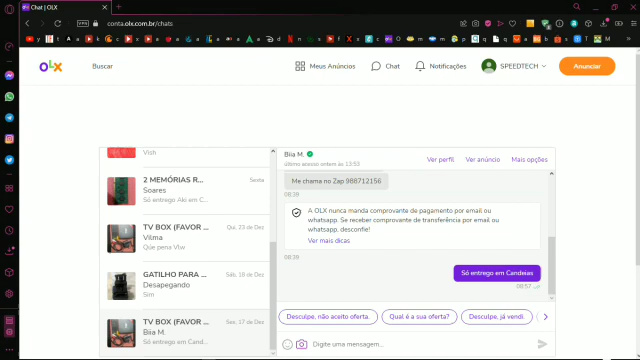 Chat | OLX
VPN
conta.olx.com.br/chats
OLX
Buscar
Meus Anúncios
Chat
Notificações
SPEEDTECH
Anunciar
Vish
2 MEMÓRIAS R...
Sexta
Soares
Só entrego Aki em C...
TV BOX (FAVOR ...
Qui, 23 de Dez
Vilma
Que pena Vlw
GATILHO PARA ...
Sáb, 18 de Dez
Desapegando
Sim
TV BOX (FAVOR ...
Sex, 17 de Dez
Biia M.
Só entrego em Cand...
Biia M.
último acesso ontem às 13:53
Ver perfil
Ver anúncio
Mais opções
Me chama no Zap 988712156
08:39
A OLX nunca manda comprovante de pagamento por email ou
whatsapp. Se receber comprovante de transferência por email ou
whatsapp, desconfie!
Ver mais dicas
08:39
Só entrego em Candeias
08:57
Desculpe, não aceito oferta.
Qual é a sua oferta?
Desculpe, já vendi.
Digite uma mensagem...